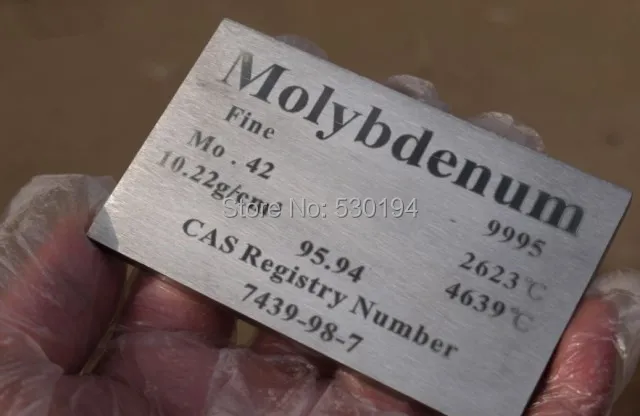 Molybdenum
Fine 9995
Mo . 42 2623℃
10.22g/cm³ 95.94 4639℃
CAS Registry Number
7439-98-7
Store No: 530194